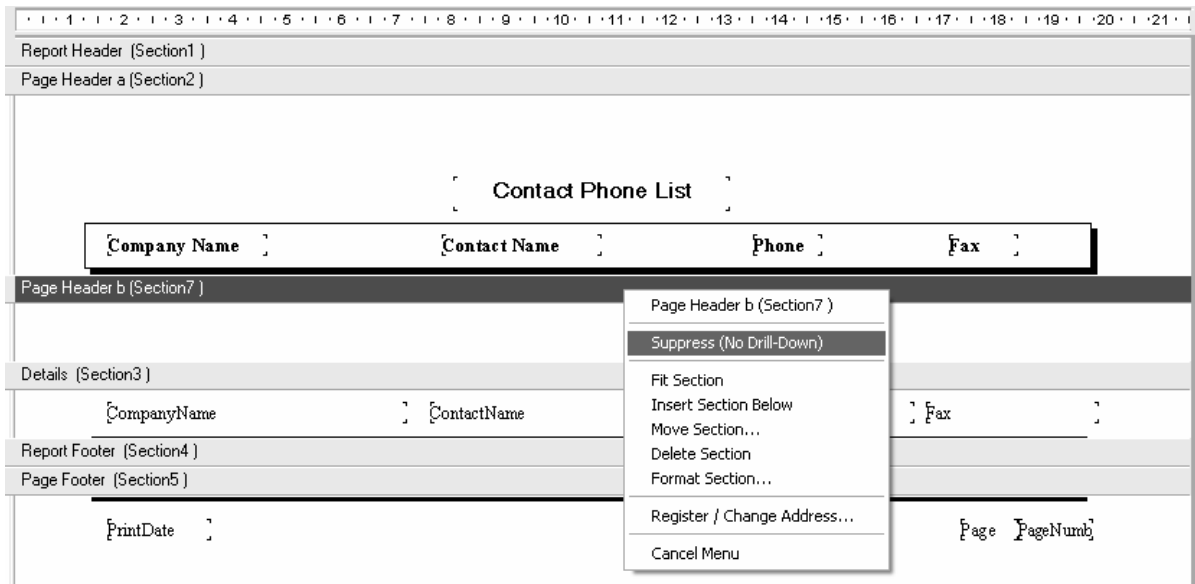 1 2 3 4 5 6 7 8 9 10 11 12 13 14 15 16 17 18 19 20 21
Report Header (Section1 )
Page Header a (Section2 )
Contact Phone List
Company Name Contact Name Phone Fax
Page Header b (Section7 )
Page Header b (Section7 )
Suppress (No Drill-Down)
Fit Section
Insert Section Below
Move Section...
Delete Section
Format Section...
Register / Change Address...
Cancel Menu
Details (Section3 )
CompanyName ContactName Fax
Report Footer (Section4 )
Page Footer (Section5 )
PrintDate Page PageNumb